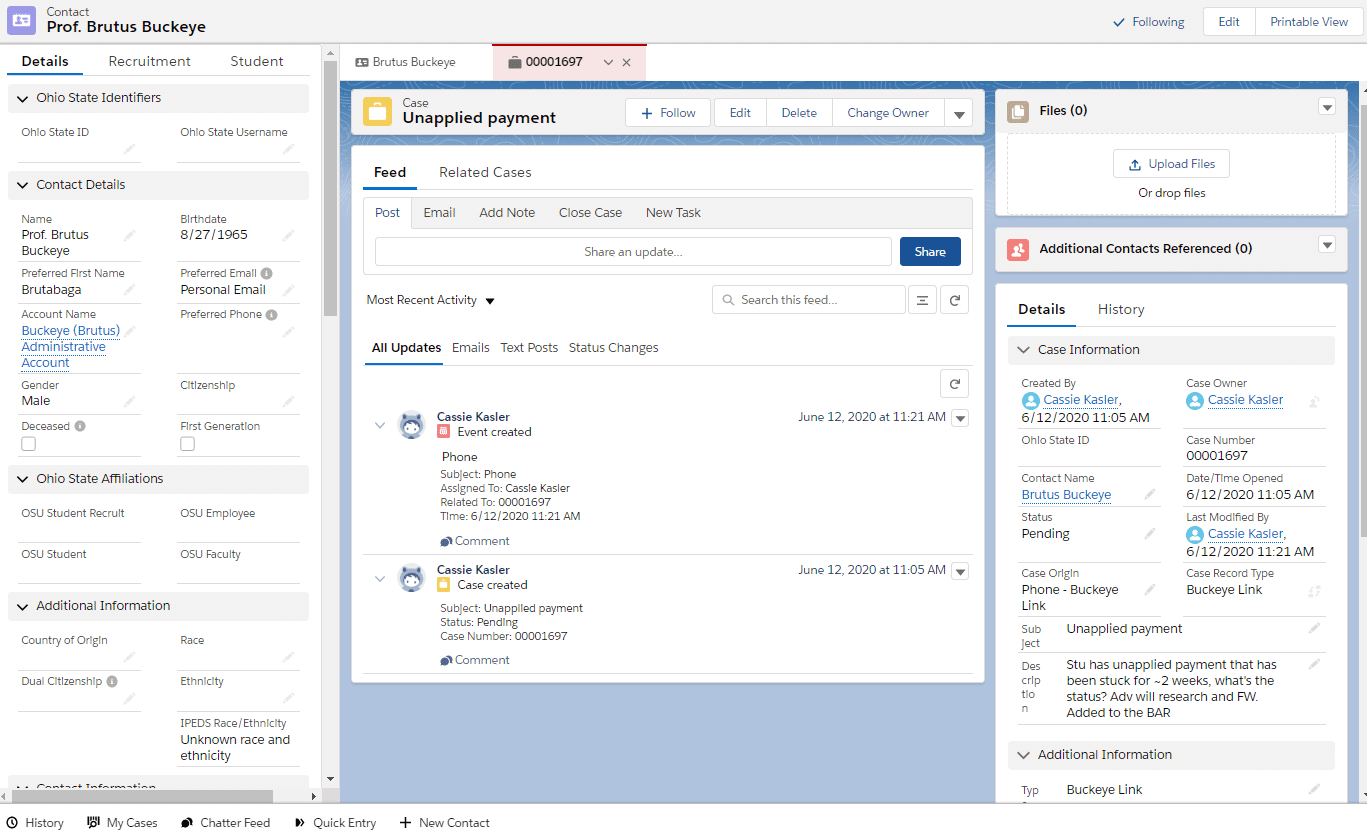 Contact
Prof. Brutus Buckeye
Following
Edit
Printable View
Details
Recruitment
Student
Ohio State Identifiers
Ohio State ID
Ohio State Username
Contact Details
Name
Prof. Brutus
Buckeye
Birthdate
8/27/1965
Preferred First Name
Brutabaga
Preferred Email
Personal Email
Account Name
Buckeye (Brutus)
Administrative
Account
Preferred Phone
Gender
Male
Citizenship
Deceased
First Generation
Ohio State Affiliations
OSU Student Recruit
OSU Employee
OSU Student
OSU Faculty
Additional Information
Country of Origin
Race
Dual Citizenship
Ethnicity
IPEDS Race/Ethnicity
Unknown race and
ethnicity
Contact Information
Brutus Buckeye
00001697
Case
Unapplied payment
Follow
Edit
Delete
Change Owner
Feed
Related Cases
Post
Email
Add Note
Close Case
New Task
Share an update...
Share
Most Recent Activity
Search this feed...
All Updates
Emails
Text Posts
Status Changes
Cassie Kasler
June 12, 2020 at 11:21 AM
Event created
Phone
Subject: Phone
Assigned To: Cassie Kasler
Related To: 00001697
Time: 6/12/2020 11:21 AM
Comment
Cassie Kasler
June 12, 2020 at 11:05 AM
Case created
Subject: Unapplied payment
Status: Pending
Case Number: 00001697
Comment
Files (0)
Upload Files
Or drop files
Additional Contacts Referenced (0)
Details
History
Case Information
Created By
Cassie Kasler,
6/12/2020 11:05 AM
Case Owner
Cassie Kasler
Ohio State ID
Case Number
00001697
Contact Name
Brutus Buckeye
Date/Time Opened
6/12/2020 11:05 AM
Status
Pending
Last Modified By
Cassie Kasler,
6/12/2020 11:21 AM
Case Origin
Phone - Buckeye
Link
Case Record Type
Buckeye Link
Sub
ject
Unapplied payment
Des
crip
tio
n
Stu has unapplied payment that has
been stuck for ~2 weeks, what's the
status? Adv will research and FW.
Added to the BAR
Additional Information
Typ
Buckeye Link
History
My Cases
Chatter Feed
Quick Entry
New Contact